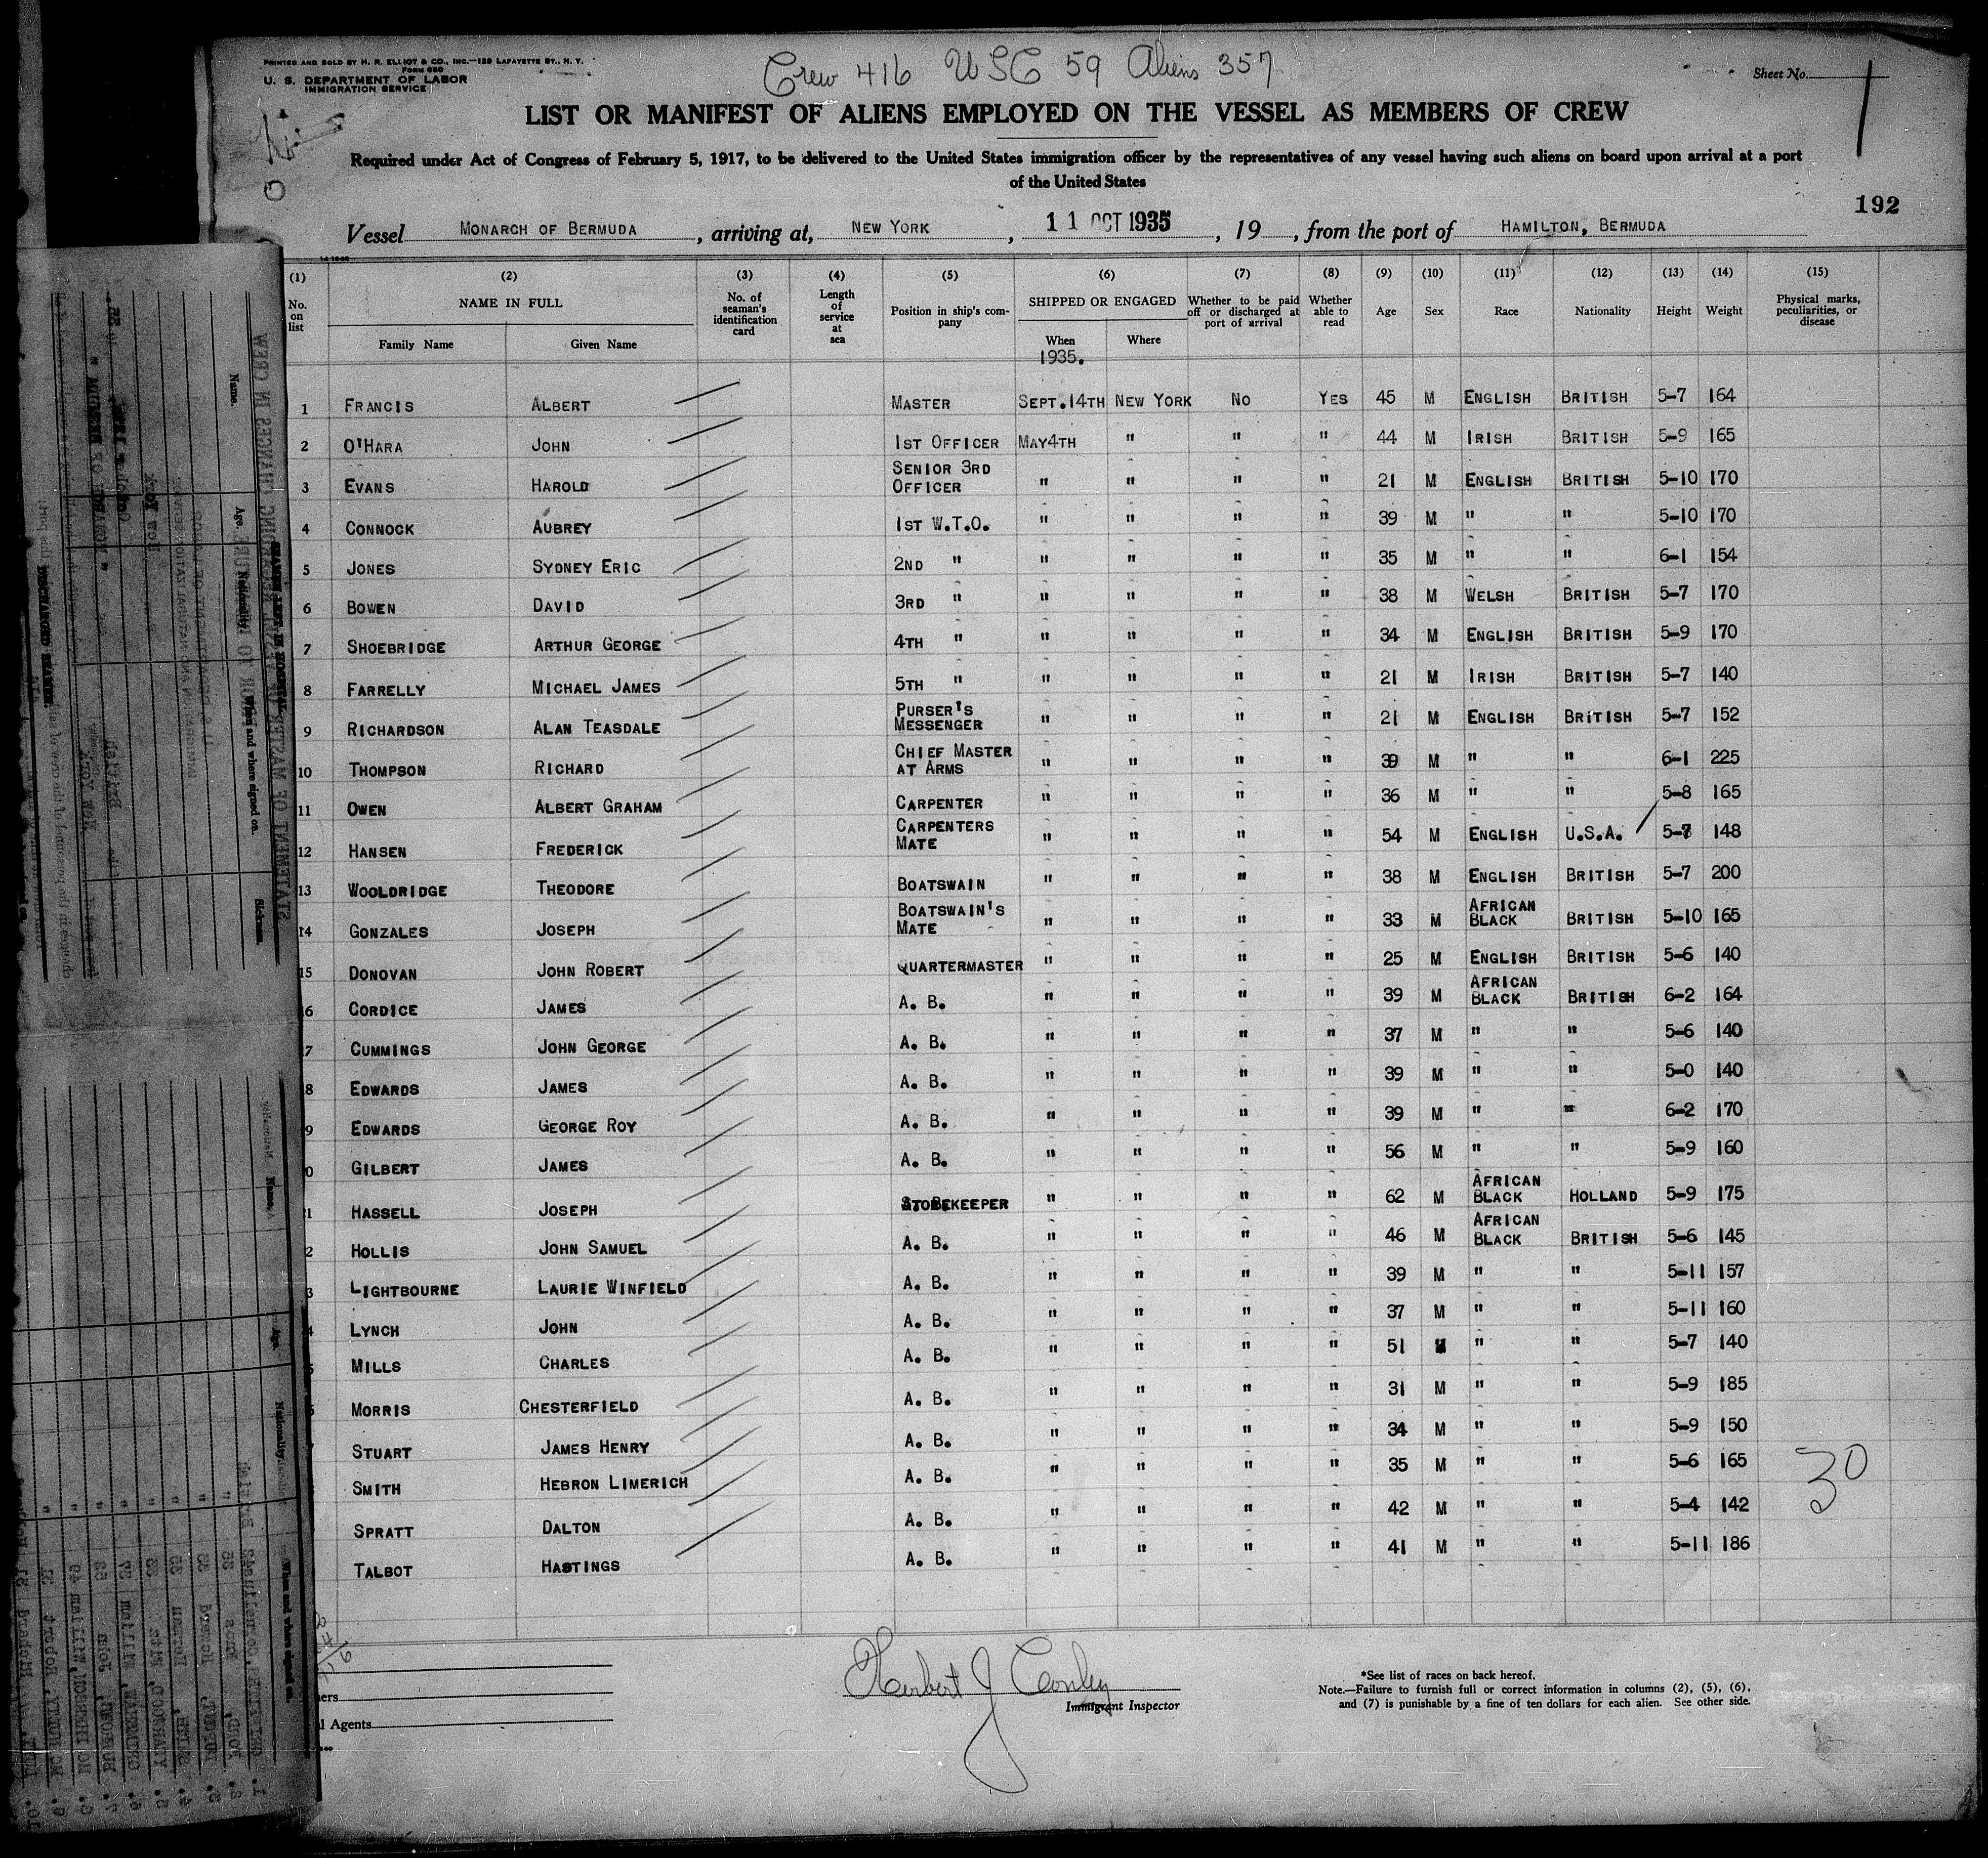 PRINTED AND SOLD BY H. R. ELLIOT & CO., INC.—129 LAFAYETTE ST., N. Y.
FORM 680
U. S. DEPARTMENT OF LABOR
IMMIGRATION SERVICE
Crew 416 USC 59 Aliens 357
Sheet No. 1
LIST OR MANIFEST OF ALIENS EMPLOYED ON THE VESSEL AS MEMBERS OF CREW
Required under Act of Congress of February 5, 1917, to be delivered to the United States immigration officer by the representatives of any vessel having such aliens on board upon arrival at a port
of the United States
192
Vessel MONARCH OF BERMUDA, arriving at, NEW YORK, 11 OCT 1935, 19 , from the port of HAMILTON, BERMUDA
(1) (2) (3) (4) (5) (6) (7) (8) (9) (10) (11) (12) (13) (14) (15)
No. on list NAME IN FULL Family Name Given Name No. of seaman's identification card Length of service at sea Position in ship's company SHIPPED OR ENGAGED When Where Whether to be paid off or discharged at port of arrival Whether able to read Age Sex Race Nationality Height Weight Physical marks, peculiarities, or disease
1935.
1 FRANCIS ALBERT MASTER SEPT.14TH NEW YORK NO YES 45 M ENGLISH BRITISH 5-7 164
2 O'HARA JOHN 1ST OFFICER MAY4TH " " " 44 M IRISH BRITISH 5-9 165
3 EVANS HAROLD SENIOR 3RD OFFICER " " " " 21 M ENGLISH BRITISH 5-10 170
4 CONNOCK AUBREY 1ST W.T.O. " " " " 39 M " " 5-10 170
5 JONES SYDNEY ERIC 2ND " " " " " 35 M " " 6-1 154
6 BOWEN DAVID 3RD " " " " " 38 M WELSH BRITISH 5-7 170
7 SHOEBRIDGE ARTHUR GEORGE 4TH " " " " " 34 M ENGLISH BRITISH 5-9 170
8 FARRELLY MICHAEL JAMES 5TH " " " " " 21 M IRISH BRITISH 5-7 140
9 RICHARDSON ALAN TEASDALE PURSER'S MESSENGER " " " " 21 M ENGLISH BRITISH 5-7 152
10 THOMPSON RICHARD CHIEF MASTER AT ARMS " " " " 39 M " " 6-1 225
11 OWEN ALBERT GRAHAM CARPENTER " " " " 36 M " " 5-8 165
12 HANSEN FREDERICK CARPENTERS MATE " " " " 54 M ENGLISH U.S.A. 5-7 148
13 WOOLDRIDGE THEODORE BOATSWAIN " " " " 38 M ENGLISH BRITISH 5-7 200
14 GONZALES JOSEPH BOATSWAIN'S MATE " " " " 33 M AFRICAN BLACK BRITISH 5-10 165
15 DONOVAN JOHN ROBERT QUARTERMASTER " " " " 25 M ENGLISH BRITISH 5-6 140
6 CORDICE JAMES A. B. " " " " 39 M AFRICAN BLACK BRITISH 6-2 164
7 CUMMINGS JOHN GEORGE A. B. " " " " 37 M " " 5-6 140
8 EDWARDS JAMES A. B. " " " " 39 M " " 5-0 140
9 EDWARDS GEORGE ROY A. B. " " " " 39 M " " 6-2 170
0 GILBERT JAMES A. B. " " " " 56 M " " 5-9 160
1 HASSELL JOSEPH STOREKEEPER " " " " 62 M AFRICAN BLACK HOLLAND 5-9 175
2 HOLLIS JOHN SAMUEL A. B. " " " " 46 M AFRICAN BLACK BRITISH 5-6 145
3 LIGHTBOURNE LAURIE WINFIELD A. B. " " " " 39 M " " 5-11 157
4 LYNCH JOHN A. B. " " " " 37 M " " 5-11 160
5 MILLS CHARLES A. B. " " " " 51 M " " 5-7 140
MORRIS CHESTERFIELD A. B. " " " " 31 M " " 5-9 185
STUART JAMES HENRY A. B. " " " " 34 M " " 5-9 150
SMITH HEBRON LIMERICH A. B. " " " " 35 M " " 5-6 165
SPRATT DALTON A. B. " " " " 42 M " " 5-4 142
TALBOT HASTINGS A. B. " " " " 41 M " " 5-11 186
30
Herbert J Conley
Immigrant Inspector
ners
l Agents
*See list of races on back hereof.
Note.—Failure to furnish full or correct information in columns (2), (5), (6),
and (7) is punishable by a fine of ten dollars for each alien. See other side.